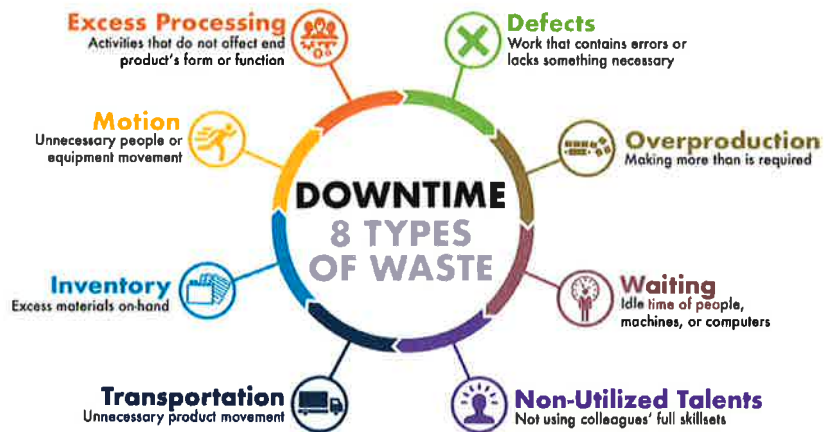 DOWNTIME
8 TYPES
OF WASTE
Defects
Work that contains errors or
lacks something necessary
Overproduction
Making more than is required
Waiting
Idle time of people,
machines, or computers
Non-Utilized Talents
Not using colleagues' full skillsets
Transportation
Unnecessary product movement
Inventory
Excess materials on-hand
Motion
Unnecessary people or
equipment movement
Excess Processing
Activities that do not affect end
product's form or function